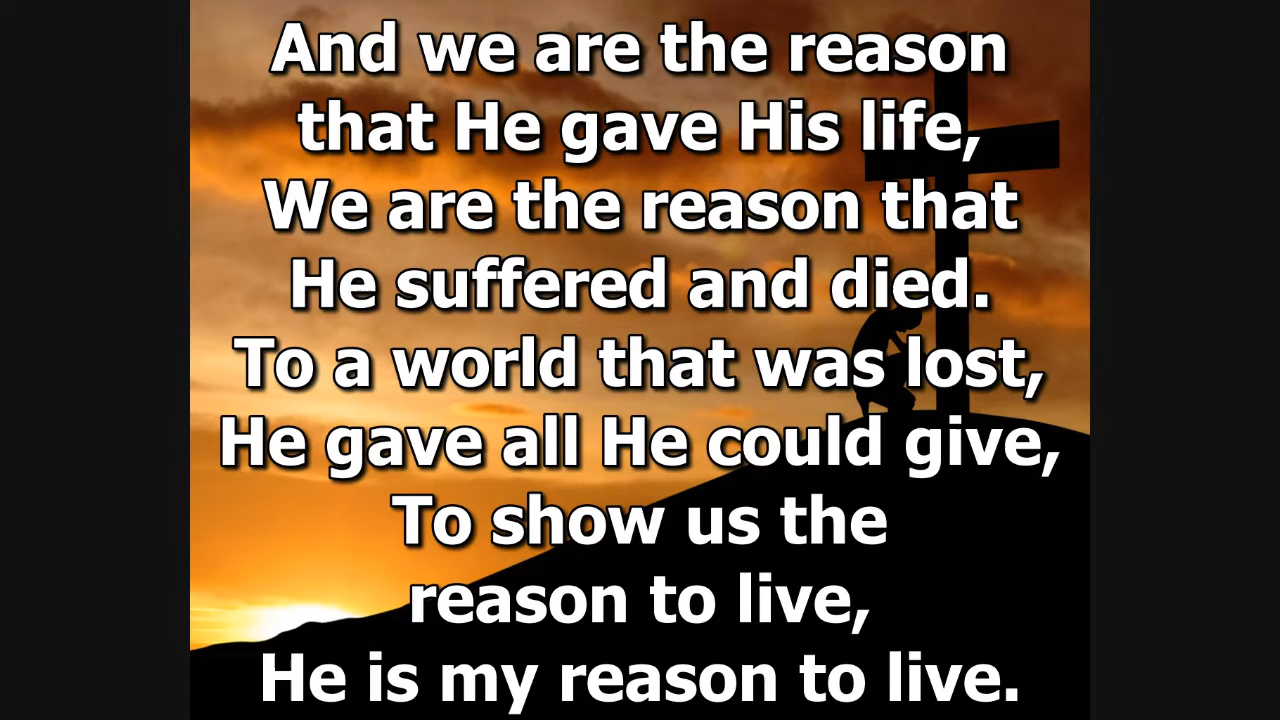 And we are the reason
that He gave His life,
We are the reason that
He suffered and died.
To a world that was lost,
He gave all He could give,
To show us the
reason to live,
He is my reason to live.